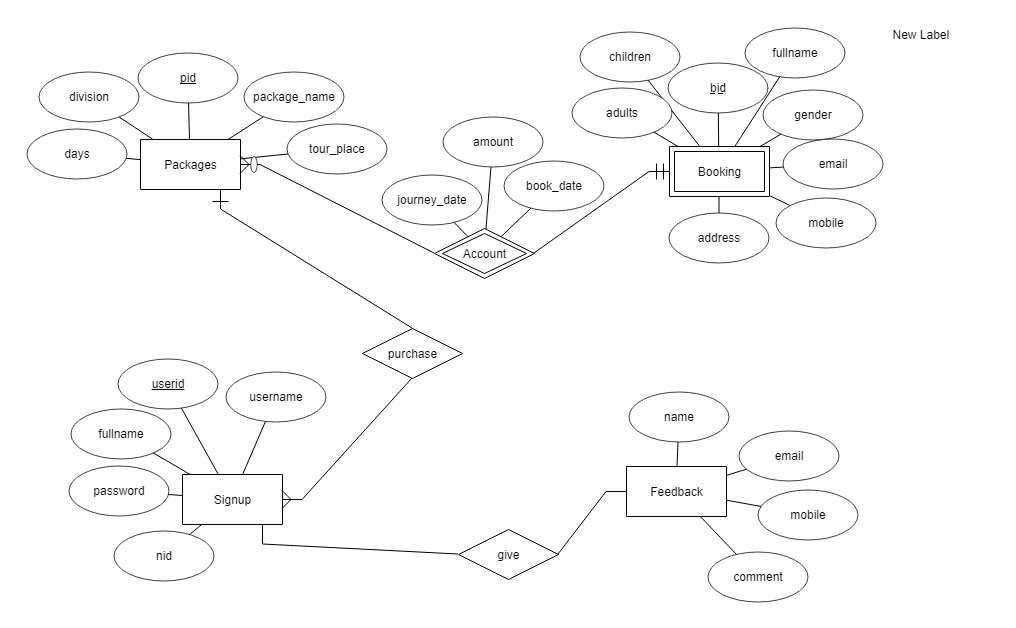 New Label
children
fullname
pid
bid
division
package_name
adults
gender
amount
days
Packages
tour_place
Booking
email
journey_date
book_date
mobile
address
Account
purchase
userid
username
fullname
password
Signup
nid
name
email
Feedback
mobile
give
comment